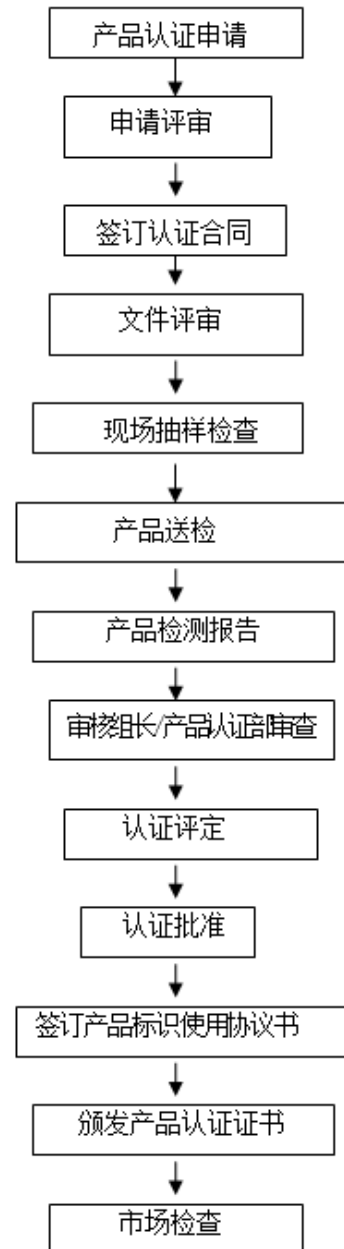 产品认证申请
申请评审
签订认证合同
文件评审
现场抽样检查
产品送检
产品检测报告
审核组长/产品认证部审查
认证评定
认证批准
签订产品标识使用协议书
颁发产品认证证书
市场检查